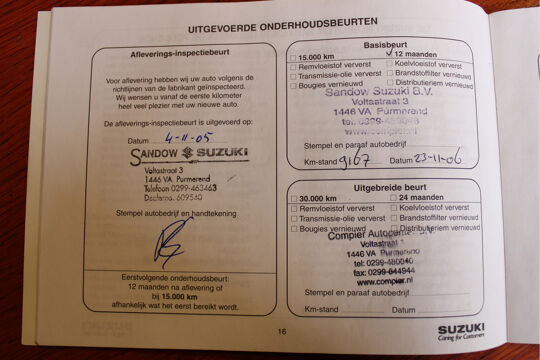 UITGEVOERDE ONDERHOUDSBEURTEN
Afleverings-inspectiebeurt
Voor aflevering hebben wij uw auto volgens de
richtlijnen van de fabrikant geïnspecteerd.
Wij wensen u vanaf de eerste kilometer
heel veel plezier met uw nieuwe auto.
De afleverings-inspectiebeurt is uitgevoerd op:
Datum 4-11-05
SANDOW SUZUKI
Voltastraat 3
1446 VA Purmerend
Telefoon 0299-463463
Dealerno. 609540
Stempel autobedrijf en handtekening
Eerstvolgende onderhoudsbeurt:
12 maanden na aflevering of
bij 15.000 km
afhankelijk wat het eerst bereikt wordt.
Basisbeurt
15.000 km 12 maanden
Remvloeistof ververst Koelvloeistof ververst
Transmissie-olie ververst Brandstoffilter vernieuwd
Bougies vernieuwd Distributieriem vernieuwd
Sandow Suzuki B.V.
Voltastraat 3
1446 VA Purmerend
www.compier.nl
Stempel en paraaf autobedrijf
Km-stand 9167 Datum 23-11-06
Uitgebreide beurt
30.000 km 24 maanden
Remvloeistof ververst Koelvloeistof ververst
Transmissie-olie ververst Brandstoffilter vernieuwd
Bougies Distributieriem vernieuwd
Compier
Voltastraat 1
1446 VA Purmerend
tel: 0299-480040
fax: 0299-644944
www.compier.nl
Stempel en paraaf autobedrijf
Km-stand Datum
16
SUZUKI
Caring for Customers